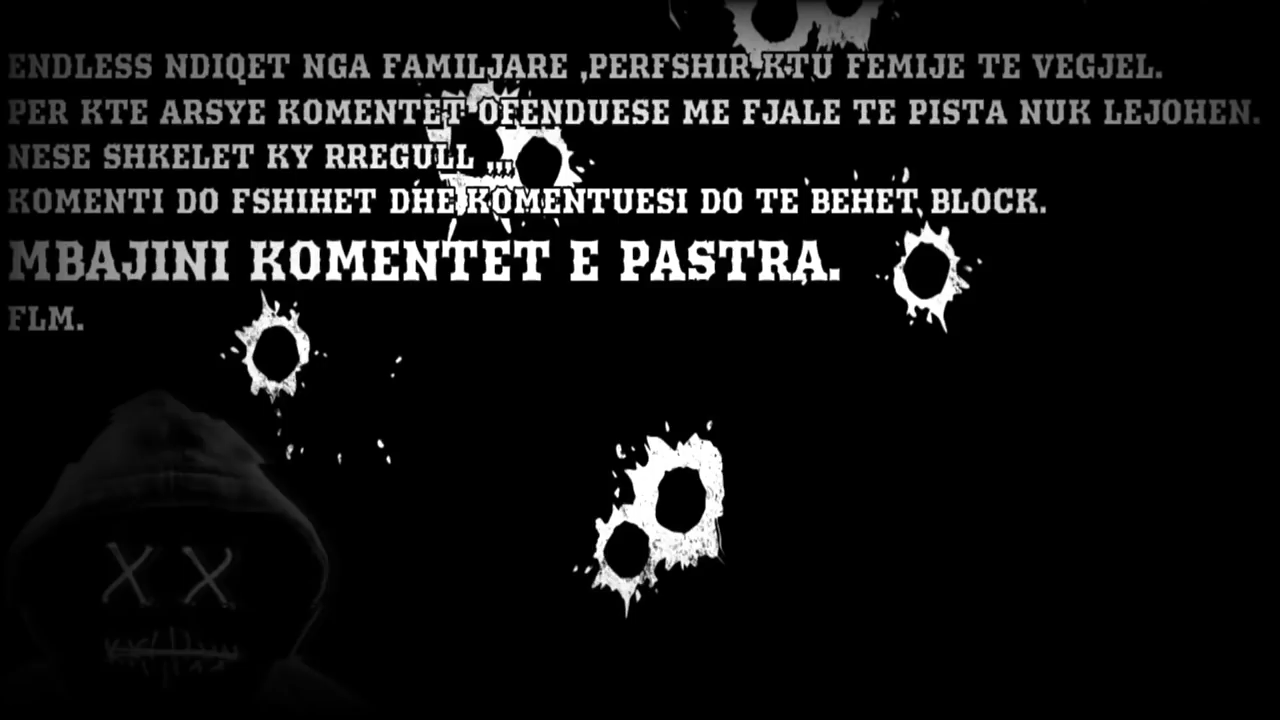 ENDLESS NDIQET NGA FAMILJARE ,PERFSHIR KTU FEMIJE TE VEGJEL.
PER KTE ARSYE KOMENTET OFENDUESE ME FJALE TE PISTA NUK LEJOHEN.
NESE SHKELET KY RREGULL ,,,,
KOMENTI DO FSHIHET DHE KOMENTUESI DO TE BEHET BLOCK.
MBAJINI KOMENTET E PASTRA.
FLM.